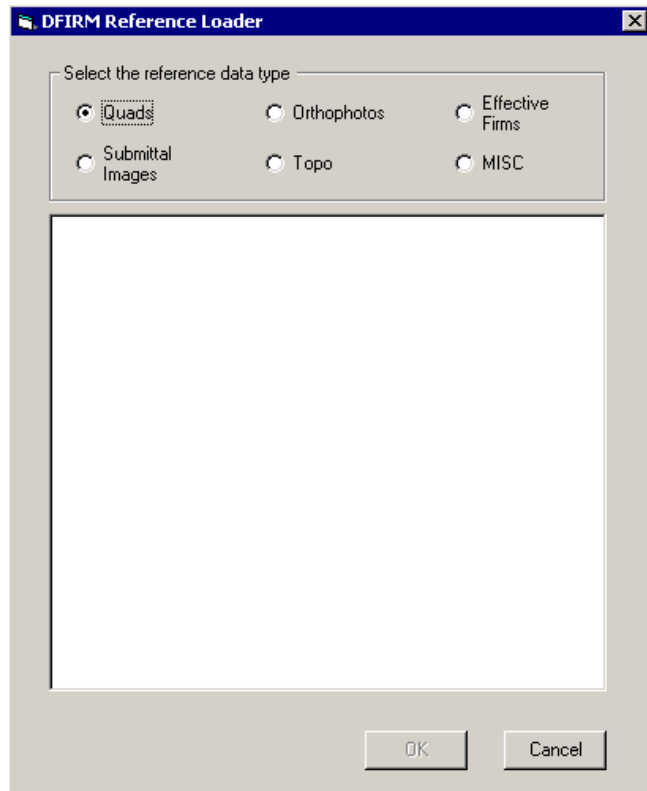 DFIRM Reference Loader
Select the reference data type
Quads
Orthophotos
Effective
Firms
Submittal
Images
Topo
MISC
OK
Cancel